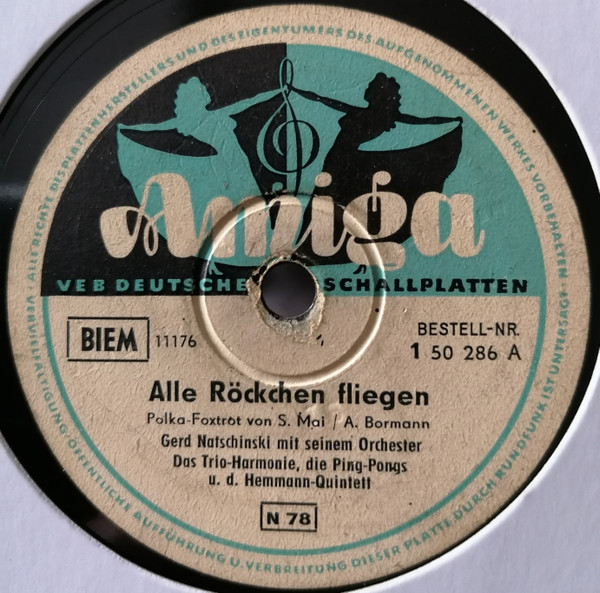 ALLE RECHTE DES PLATTENHERSTELLERS UND DES EIGENTUMERS DES AUFGENOMMENEN WERKES VORBEHALTEN · VERVIELFÄLTIGUNG, ÖFFENTLICHE AUFFÜHRUNG U. VERBREITUNG DIESER PLATTE DURCH RUNDFUNK IST UNTERSAGT ·
Amiga
VEB DEUTSCHE SCHALLPLATTEN
BIEM 11176
BESTELL-NR.
1 50 286 A
Alle Röckchen fliegen
Polka-Foxtrot von S. Mai / A. Bormann
Gerd Natschinski mit seinem Orchester
Das Trio-Harmonie, die Ping-Pongs
u. d. Hemmann-Quintett
N 78